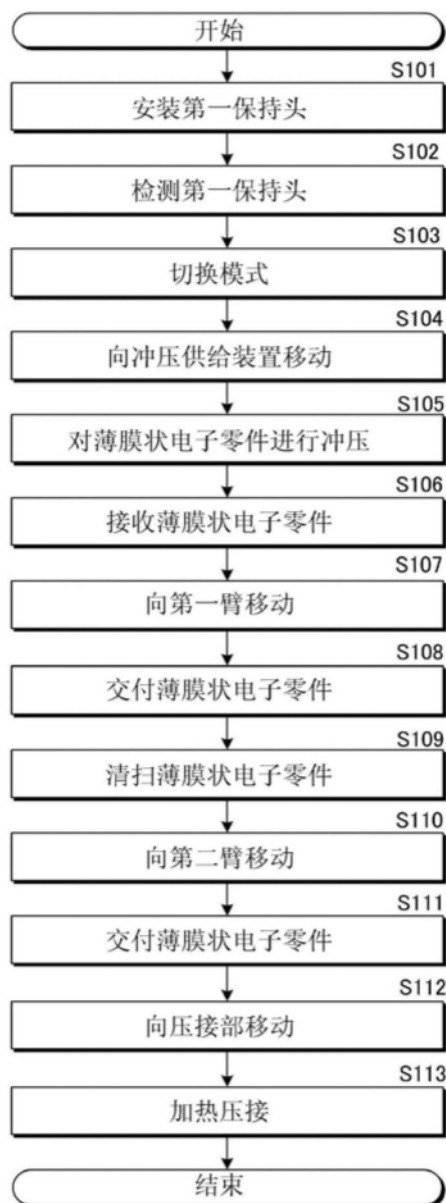 开始
S101
安装第一保持头
S102
检测第一保持头
S103
切换模式
S104
向冲压供给装置移动
S105
对薄膜状电子零件进行冲压
S106
接收薄膜状电子零件
S107
向第一臂移动
S108
交付薄膜状电子零件
S109
清扫薄膜状电子零件
S110
向第二臂移动
S111
交付薄膜状电子零件
S112
向压接部移动
S113
加热压接
结束